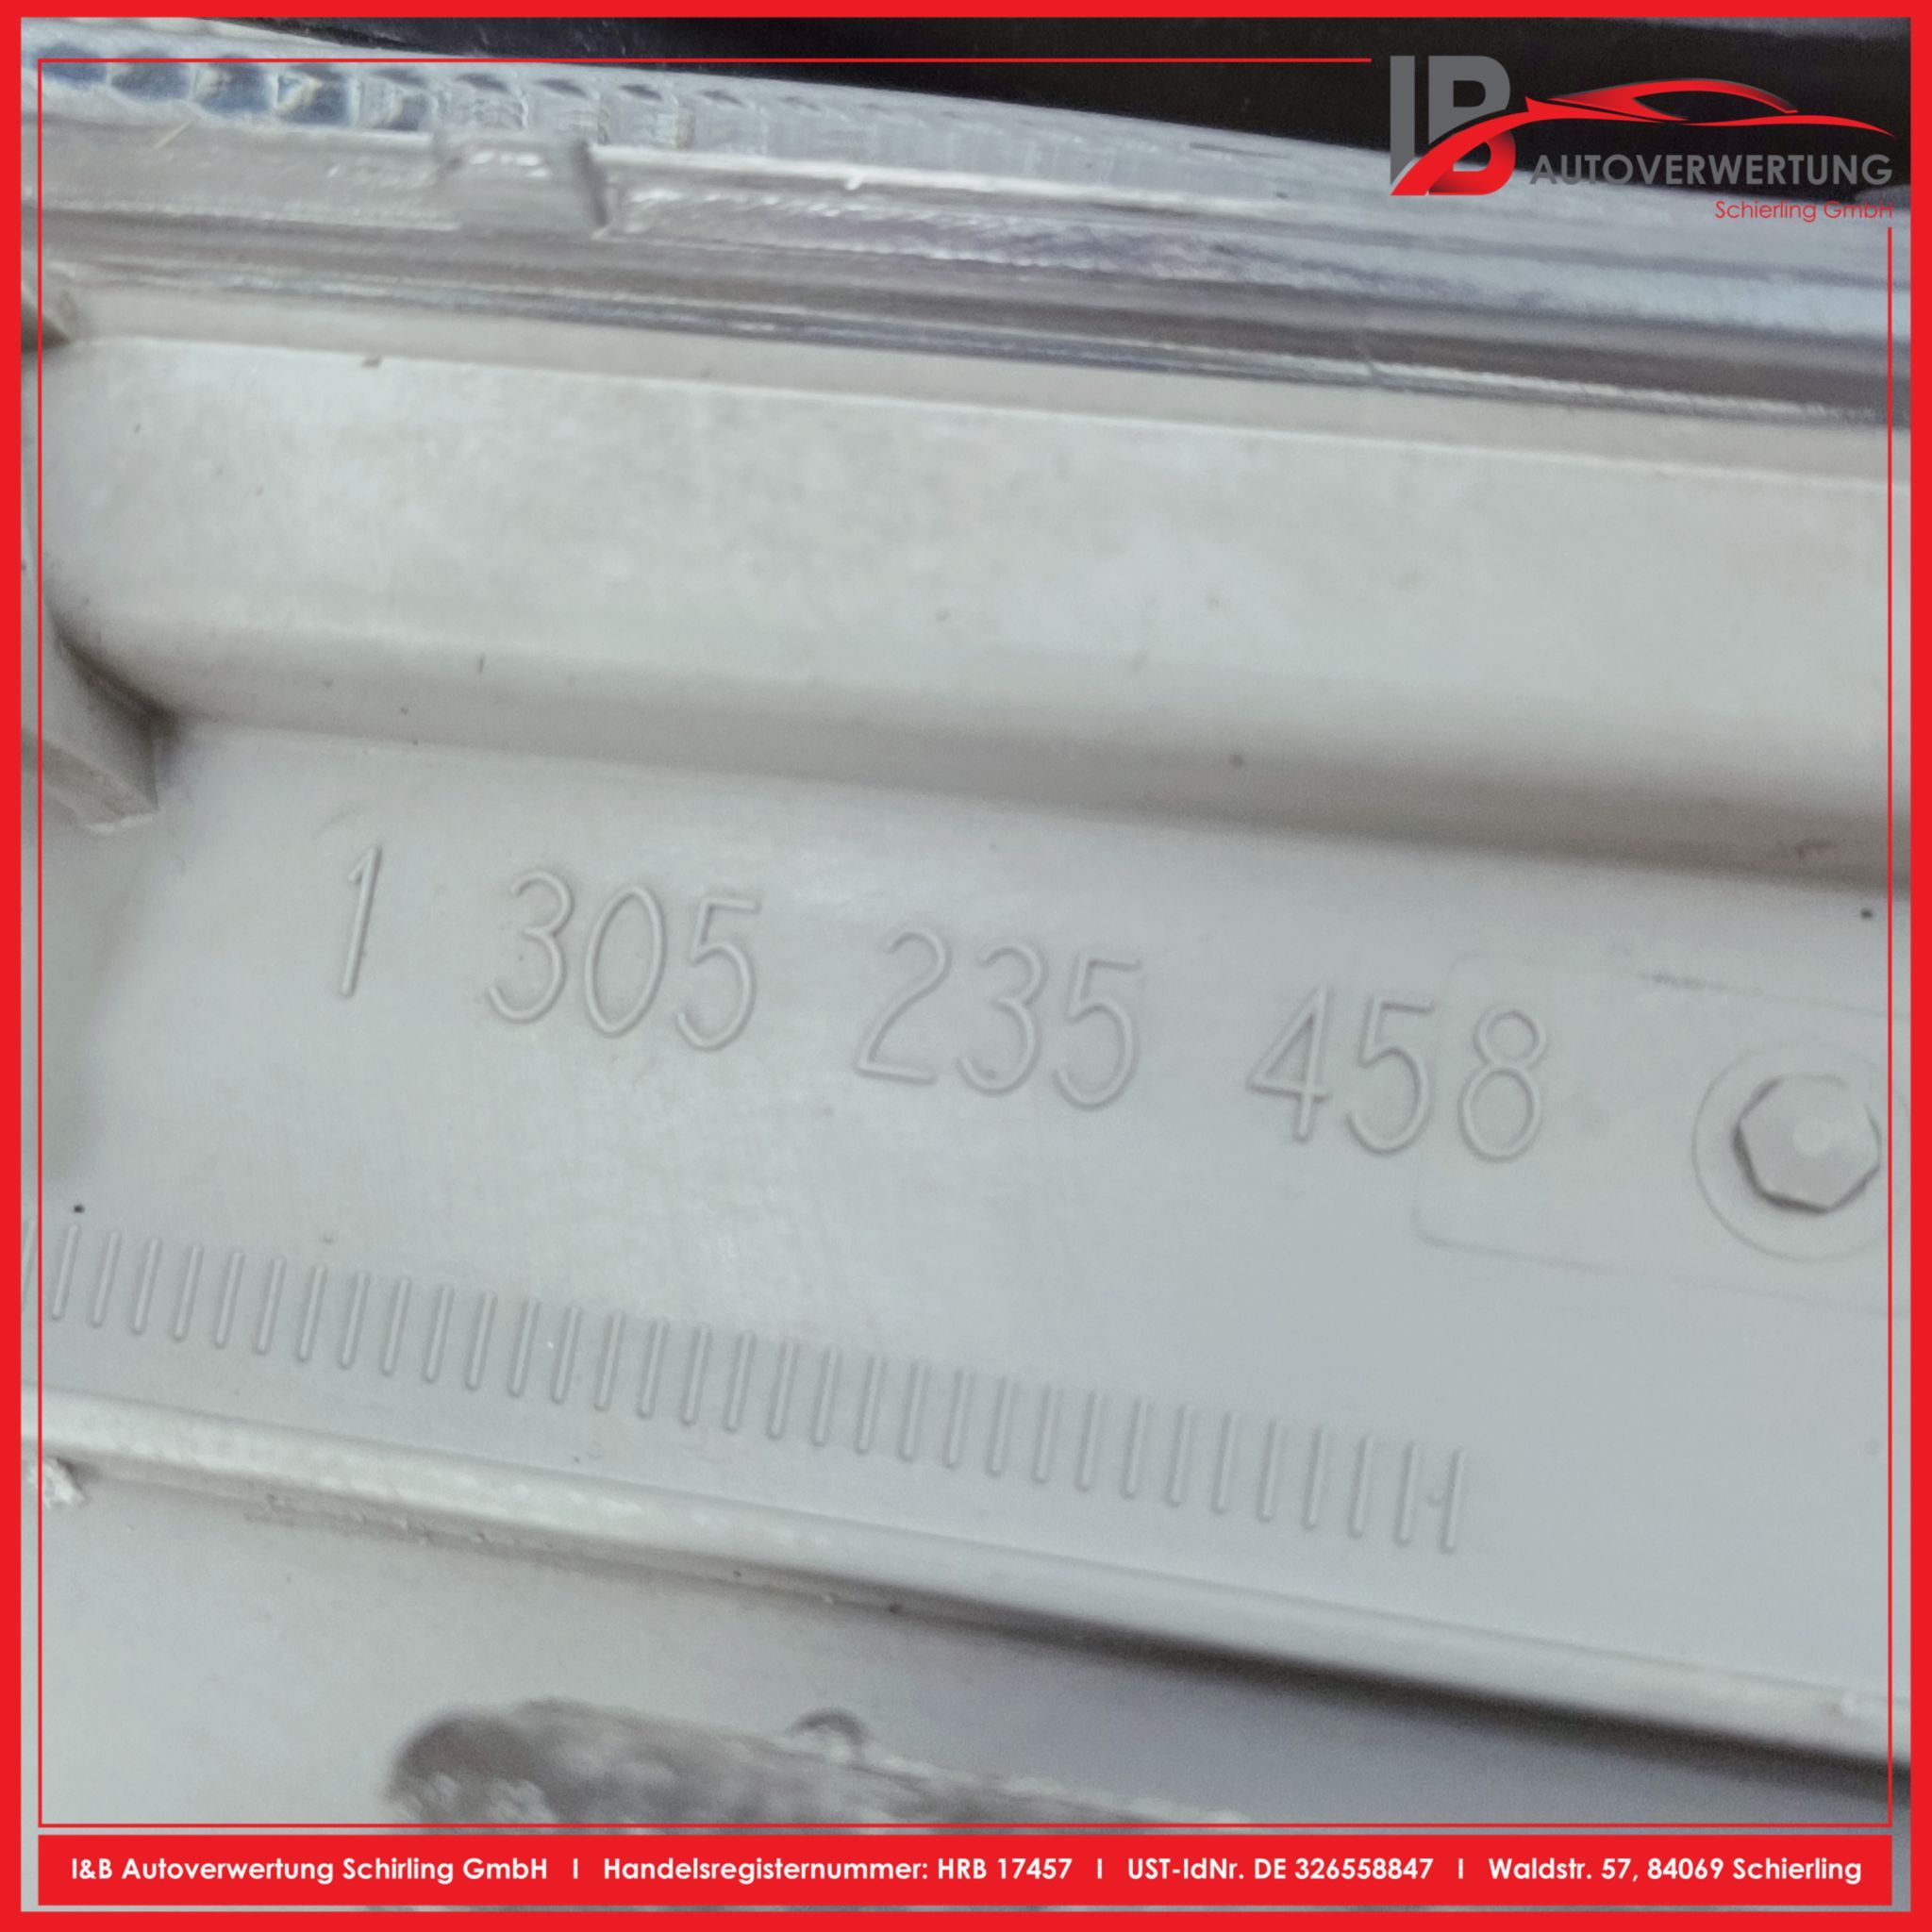 IB
AUTOVERWERTUNG
Schierling GmbH
1 305 235 458
I&B Autoverwertung Schirling GmbH I Handelsregisternummer: HRB 17457 I UST-IdNr. DE 326558847 I Waldstr. 57, 84069 Schierling